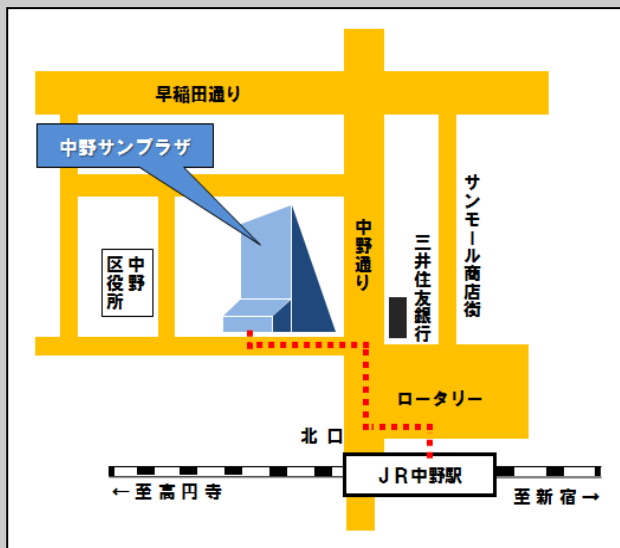 早稲田通り
中野サンプラザ
サンモール商店街
中野通り
三井住友銀行
中野
区役所
ロータリー
北口
JR中野駅
←至高円寺
至新宿→